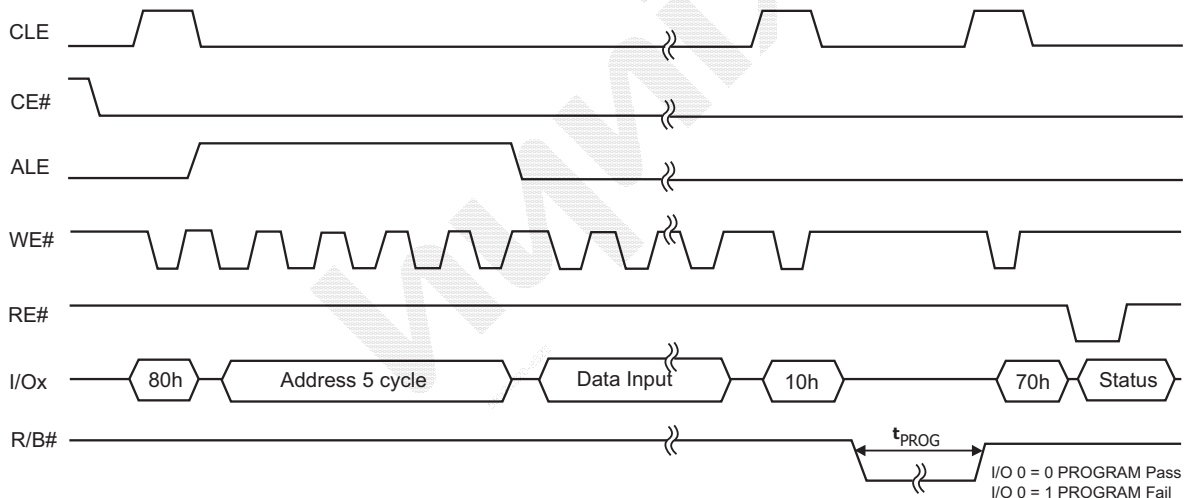 CLE
CE#
ALE
WE#
RE#
I/Ox 80h Address 5 cycle Data Input 10h 70h Status
R/B# tPROG
I/O 0 = 0 PROGRAM Pass
I/O 0 = 1 PROGRAM Fail